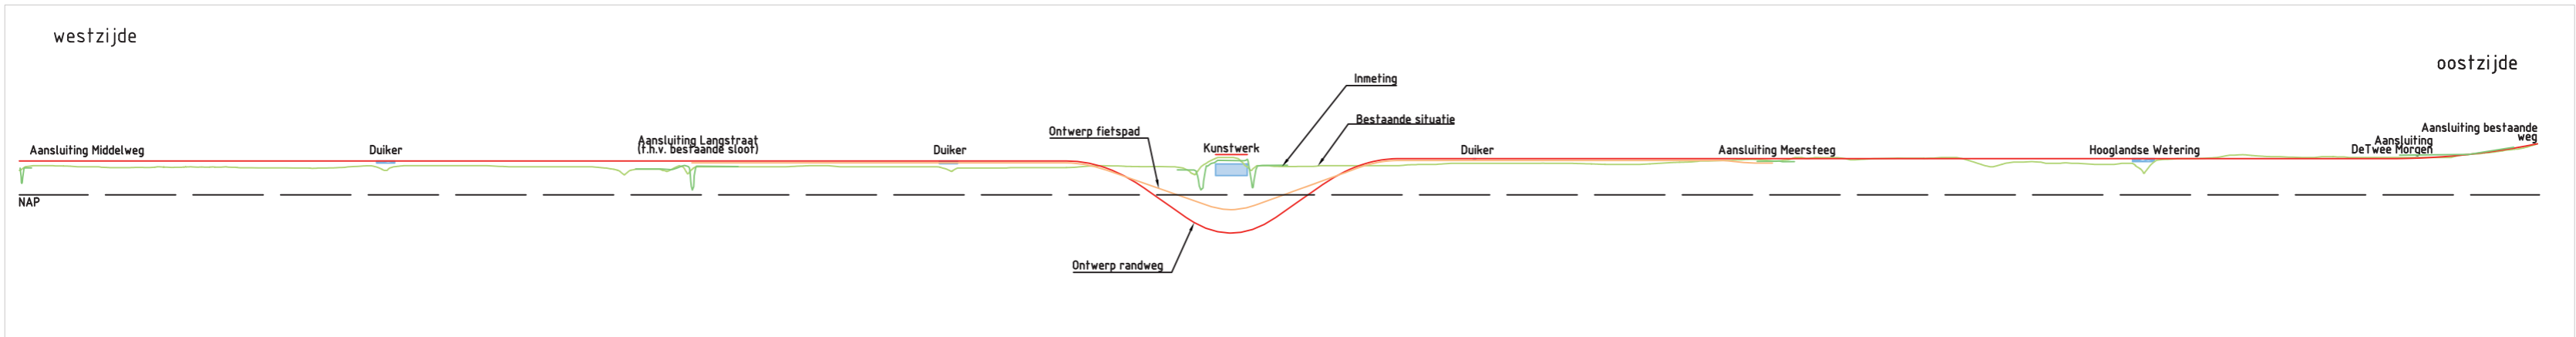 westzijde
oostzijde
Inmeting
Bestaande situatie
Ontwerp fietspad
Aansluiting Middelweg
Duiker
Aansluiting Langstraat
(t.h.v. bestaande sloot)
Duiker
Kunstwerk
Duiker
Aansluiting Meersteeg
Hooglandse Wetering
Aansluiting
DeTwee Morgen
Aansluiting bestaande
weg
NAP
Ontwerp randweg